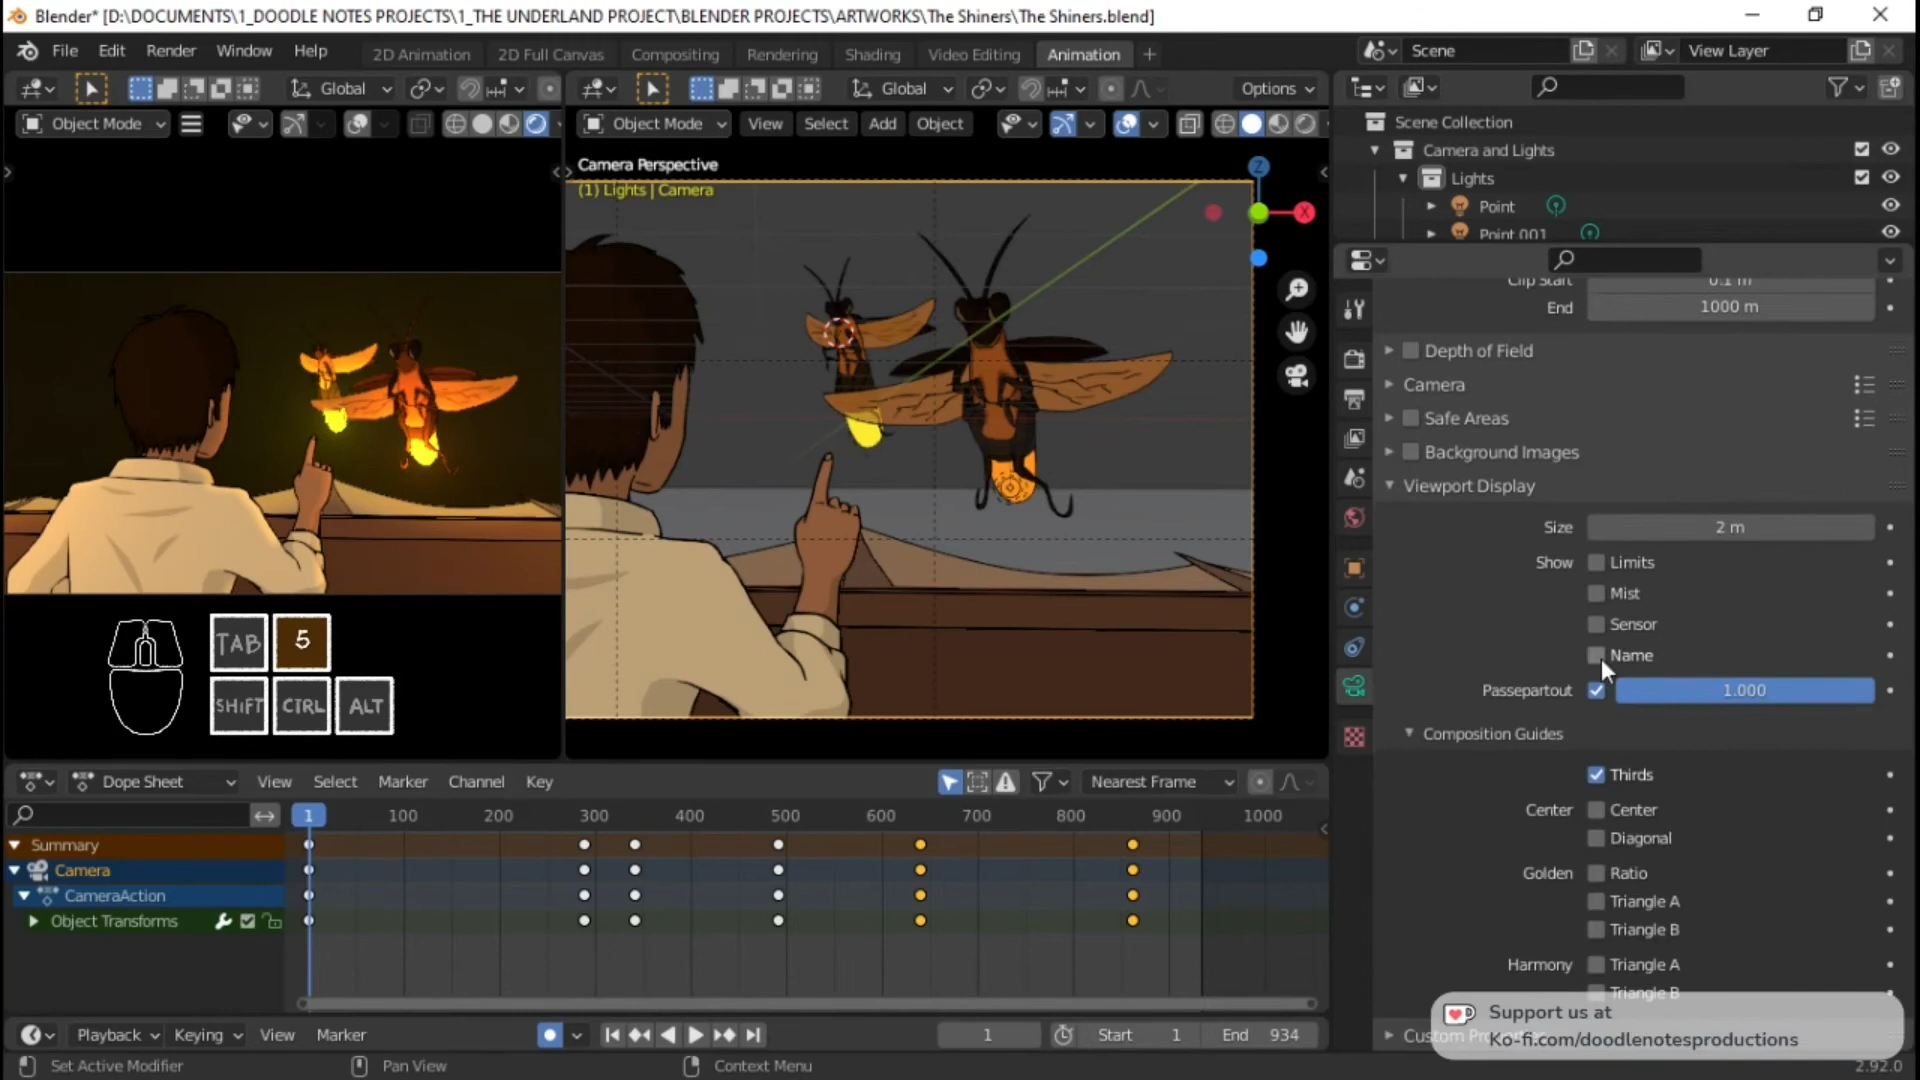 Blender* [D:\DOCUMENTS\1_DOODLE NOTES PROJECTS\1_THE UNDERLAND PROJECT\BLENDER PROJECTS\ARTWORKS\The Shiners\The Shiners.blend]
File Edit Render Window Help 2D Animation 2D Full Canvas Compositing Rendering Shading Video Editing Animation + Scene View Layer
Global Global Options
Object Mode Object Mode View Select Add Object
Scene Collection
Camera and Lights
Lights
Point
Point.001
Camera Perspective
(1) Lights | Camera
Z
X
Clip Start 0.1 m
End 1000 m
Depth of Field
Camera
Safe Areas
Background Images
Viewport Display
Size 2 m
Show Limits
Mist
Sensor
Name
Passepartout 1.000
Composition Guides
Thirds
Center Center
Diagonal
Golden Ratio
Triangle A
Triangle B
Harmony Triangle A
Triangle B
TAB 5
SHIFT CTRL ALT
Dope Sheet View Select Marker Channel Key Nearest Frame
1 100 200 300 400 500 600 700 800 900 1000
Summary
Camera
CameraAction
Object Transforms
Support us at
Ko-fi.com/doodlenotesproductions
Playback Keying View Marker 1 Start 1 End 934
Set Active Modifier Pan View Context Menu 2.92.0